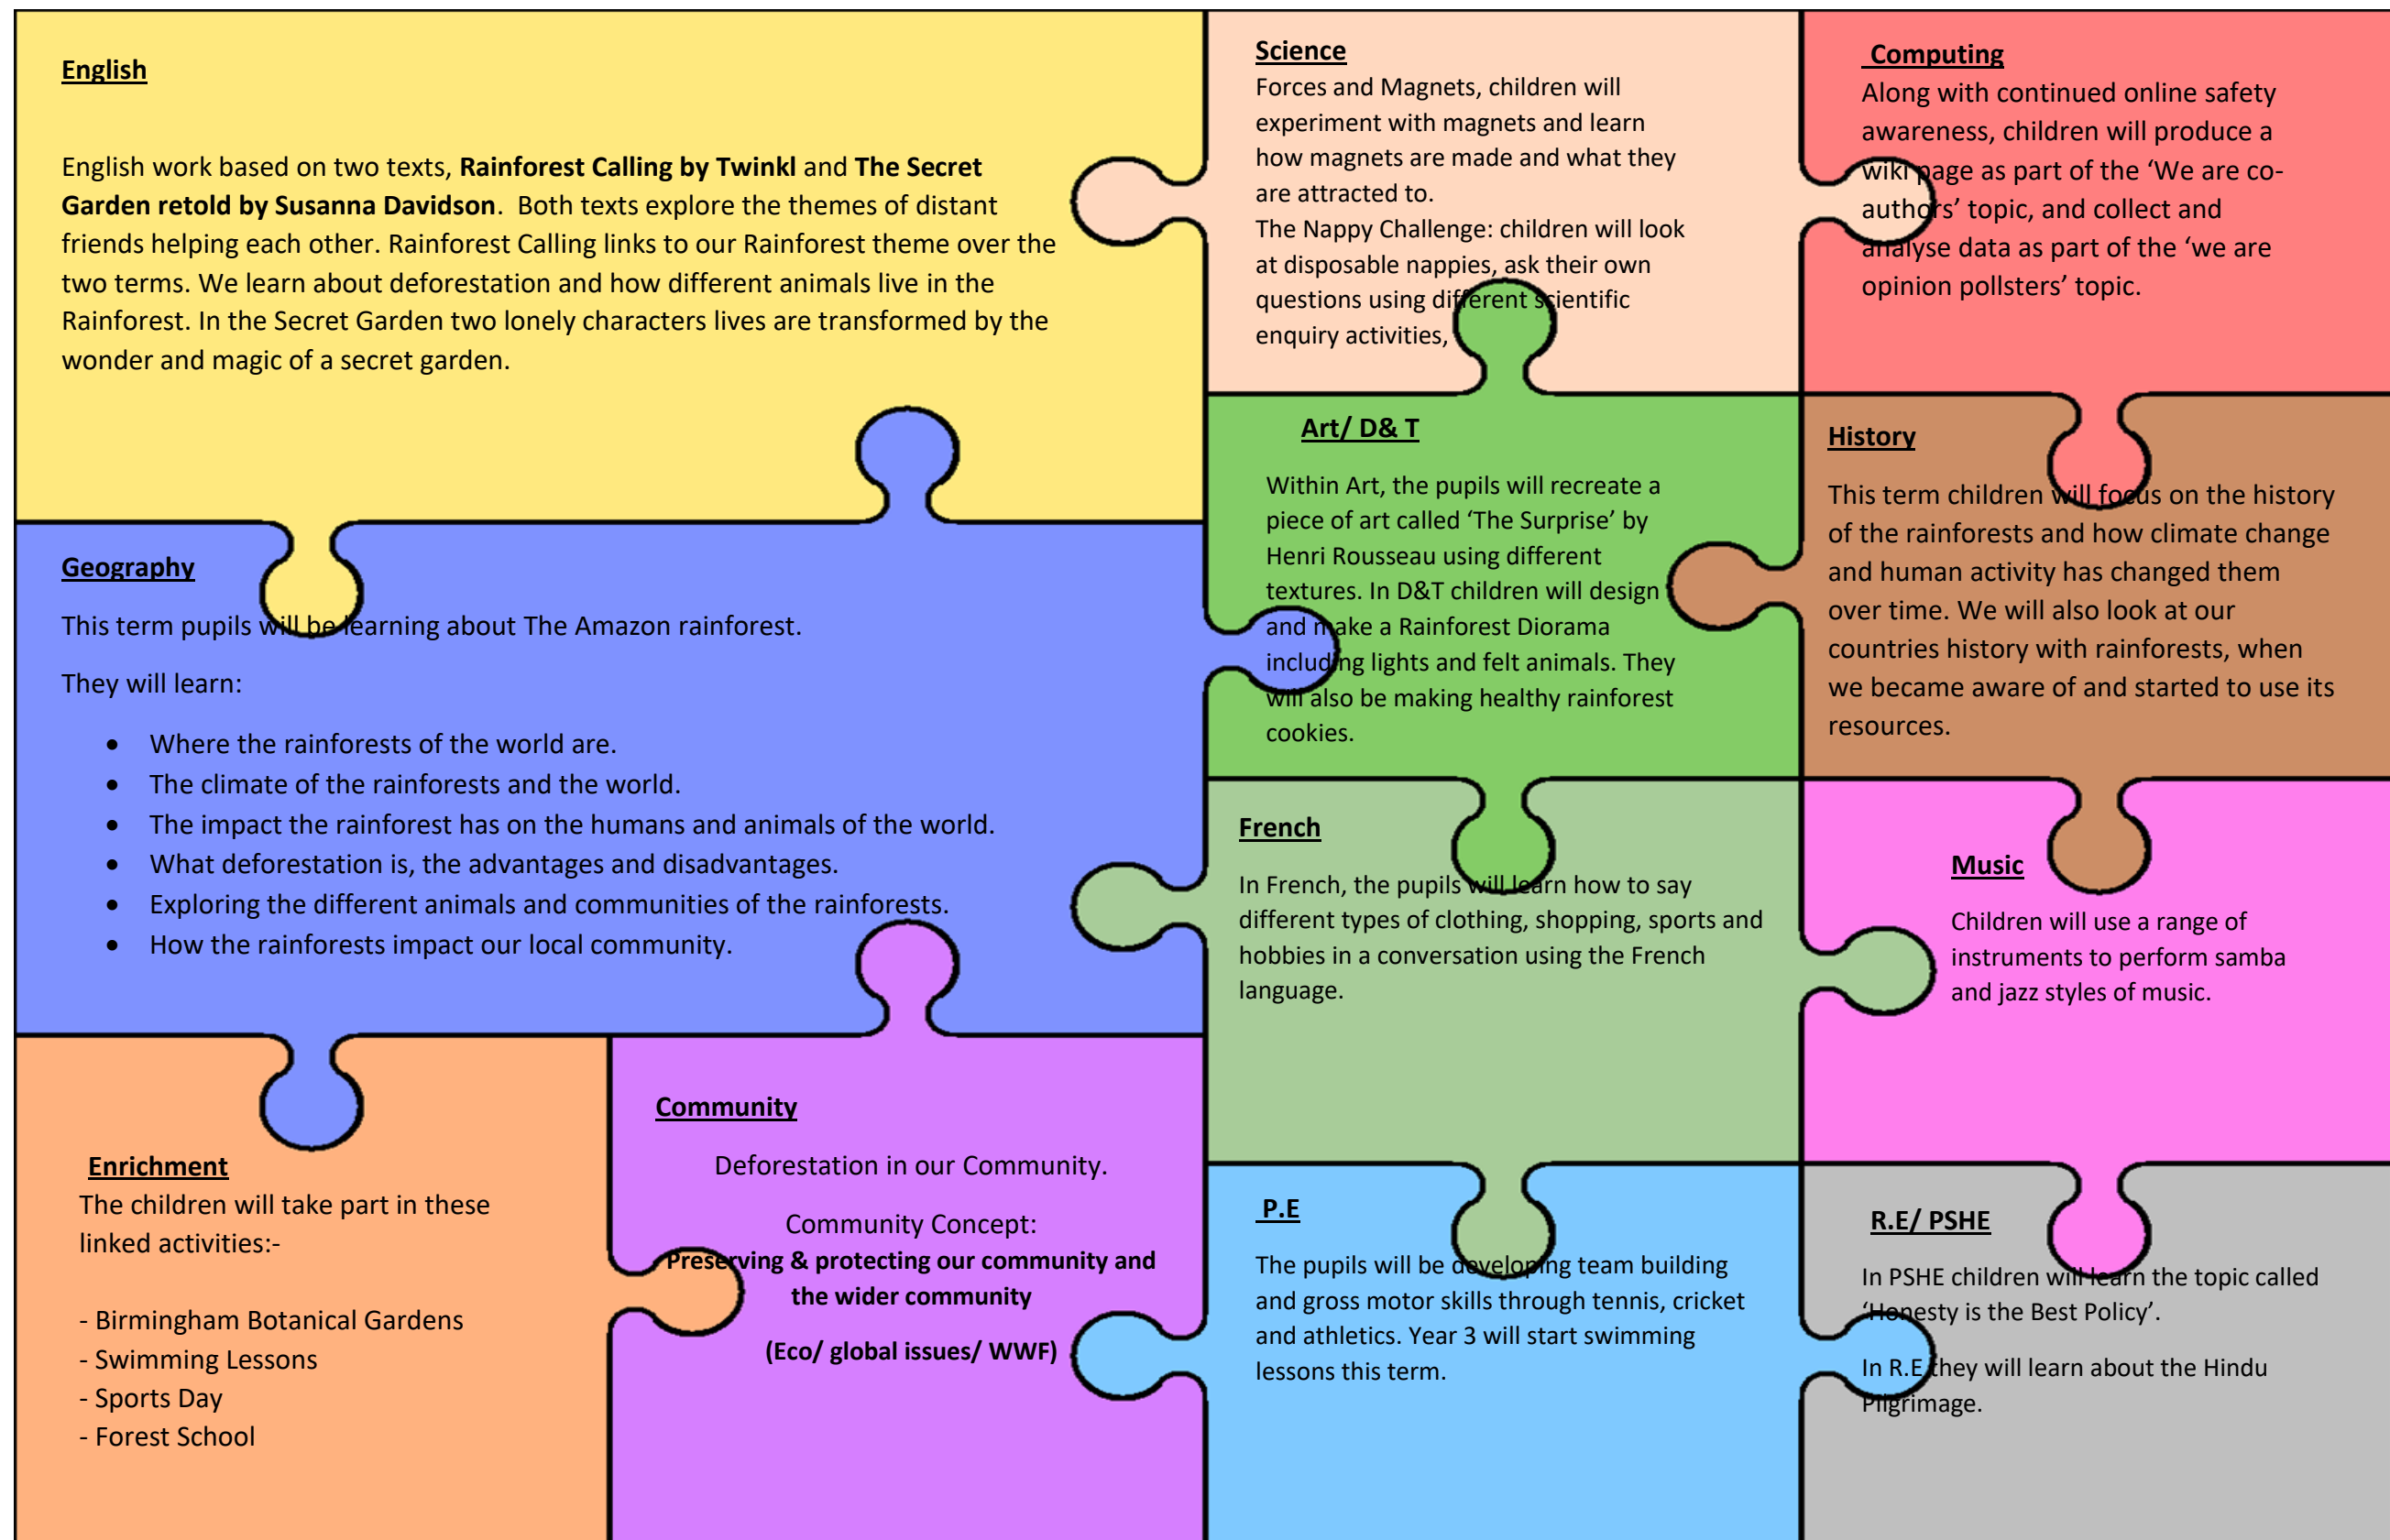 English
English work based on two texts, Rainforest Calling by Twinkl and The Secret
Garden retold by Susanna Davidson.  Both texts explore the themes of distant
friends helping each other. Rainforest Calling links to our Rainforest theme over the
two terms. We learn about deforestation and how different animals live in the
Rainforest. In the Secret Garden two lonely characters lives are transformed by the
wonder and magic of a secret garden.
Science
Forces and Magnets, children will
experiment with magnets and learn
how magnets are made and what they
are attracted to.
The Nappy Challenge: children will look
at disposable nappies, ask their own
questions using different scientific
enquiry activities,
Computing
Along with continued online safety
awareness, children will produce a
wiki page as part of the ‘We are co-
authors’ topic, and collect and
analyse data as part of the ‘we are
opinion pollsters’ topic.
Geography
This term pupils will be learning about The Amazon rainforest.
They will learn:
• Where the rainforests of the world are.
• The climate of the rainforests and the world.
• The impact the rainforest has on the humans and animals of the world.
• What deforestation is, the advantages and disadvantages.
• Exploring the different animals and communities of the rainforests.
• How the rainforests impact our local community.
Art/ D& T
Within Art, the pupils will recreate a
piece of art called ‘The Surprise’ by
Henri Rousseau using different
textures. In D&T children will design
and make a Rainforest Diorama
including lights and felt animals. They
will also be making healthy rainforest
cookies.
History
This term children will focus on the history
of the rainforests and how climate change
and human activity has changed them
over time. We will also look at our
countries history with rainforests, when
we became aware of and started to use its
resources.
French
In French, the pupils will learn how to say
different types of clothing, shopping, sports and
hobbies in a conversation using the French
language.
Music
Children will use a range of
instruments to perform samba
and jazz styles of music.
Enrichment
The children will take part in these
linked activities:-
- Birmingham Botanical Gardens
- Swimming Lessons
- Sports Day
- Forest School
Community
Deforestation in our Community.
Community Concept:
Preserving & protecting our community and
the wider community
(Eco/ global issues/ WWF)
P.E
The pupils will be developing team building
and gross motor skills through tennis, cricket
and athletics. Year 3 will start swimming
lessons this term.
R.E/ PSHE
In PSHE children will learn the topic called
‘Honesty is the Best Policy’.
In R.E they will learn about the Hindu
Pilgrimage.